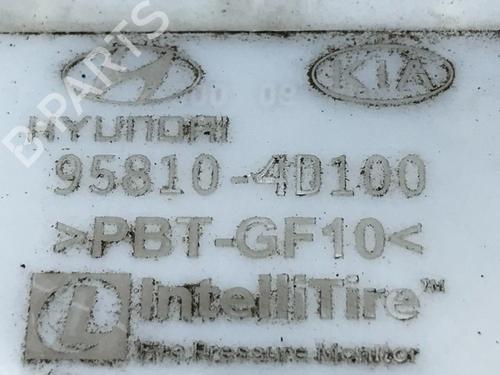 B-PARTS
KIA
HYUNDAI
95810-4D100
>PBT-GF10<
IntelliTire™
Tire Pressure Monitor